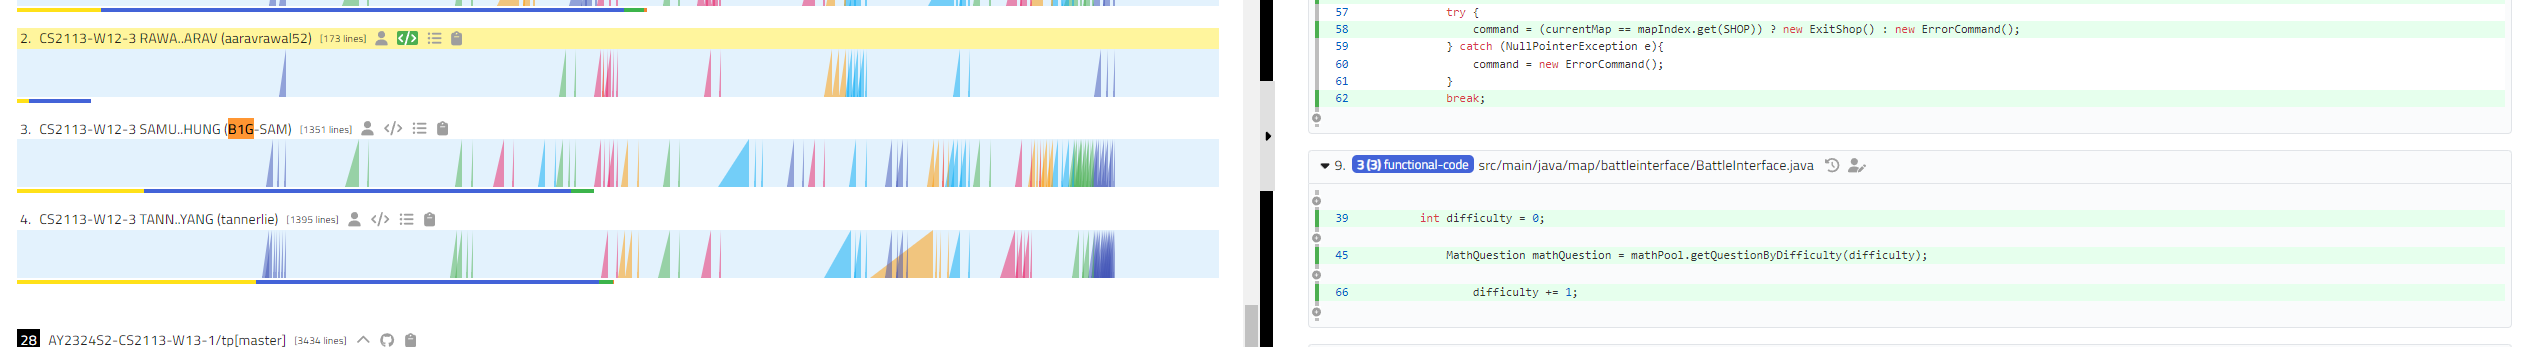 2. CS2113-W12-3 RAWA..ARAV (aaravrawal52) [173 lines]
3. CS2113-W12-3 SAMU..HUNG (B1G-SAM) [1351 lines]
4. CS2113-W12-3 TANN..YANG (tannerlie) [1395 lines]
28 AY2324S2-CS2113-W13-1/tp[master] [3434 lines]
57 try {
58 command = (currentMap == mapIndex.get(SHOP)) ? new ExitShop() : new ErrorCommand();
59 } catch (NullPointerException e){
60 command = new ErrorCommand();
61 }
62 break;
9. 3 (3) functional-code src/main/java/map/battleinterface/BattleInterface.java
39 int difficulty = 0;
45 MathQuestion mathQuestion = mathPool.getQuestionByDifficulty(difficulty);
66 difficulty += 1;